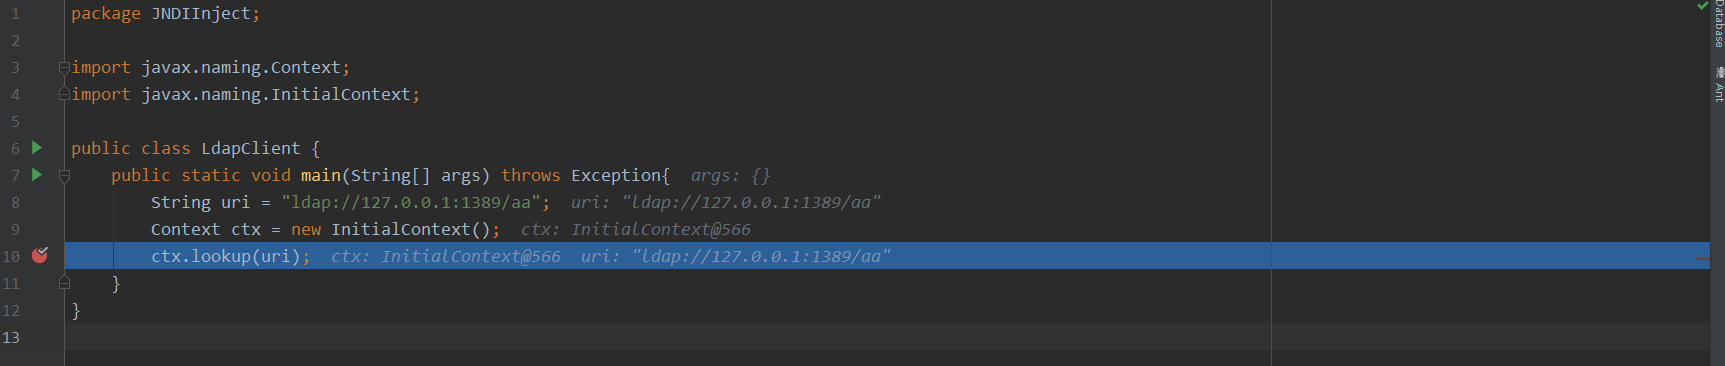 1 package JNDIInject;
2
3 import javax.naming.Context;
4 import javax.naming.InitialContext;
5
6 public class LdapClient {
7 public static void main(String[] args) throws Exception{ args: {}
8 String uri = "ldap://127.0.0.1:1389/aa"; uri: "ldap://127.0.0.1:1389/aa"
9 Context ctx = new InitialContext(); ctx: InitialContext@566
10 ctx.lookup(uri); ctx: InitialContext@566 uri: "ldap://127.0.0.1:1389/aa"
11 }
12 }
13
Database
Ant